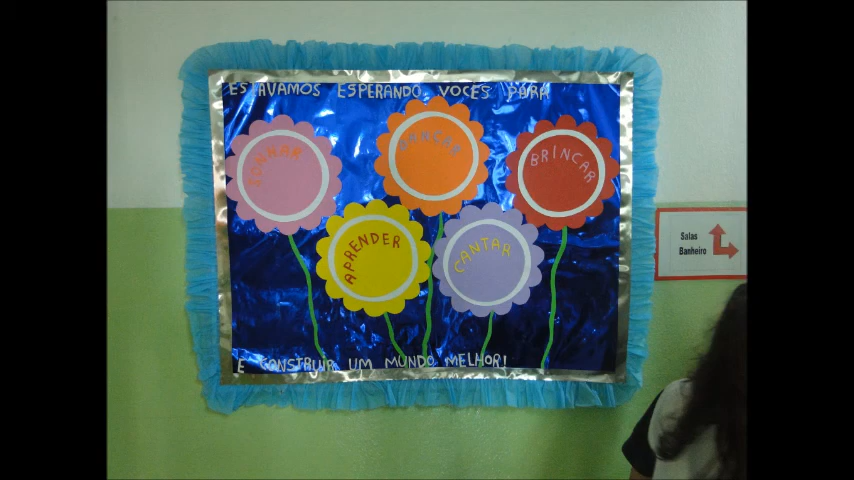 ESTAVAMOS ESPERANDO VOCES PARA
SONHAR
DANÇAR
BRINCAR
APRENDER
CANTAR
E CONSTRUIR UM MUNDO MELHOR!
Salas
Banheiro